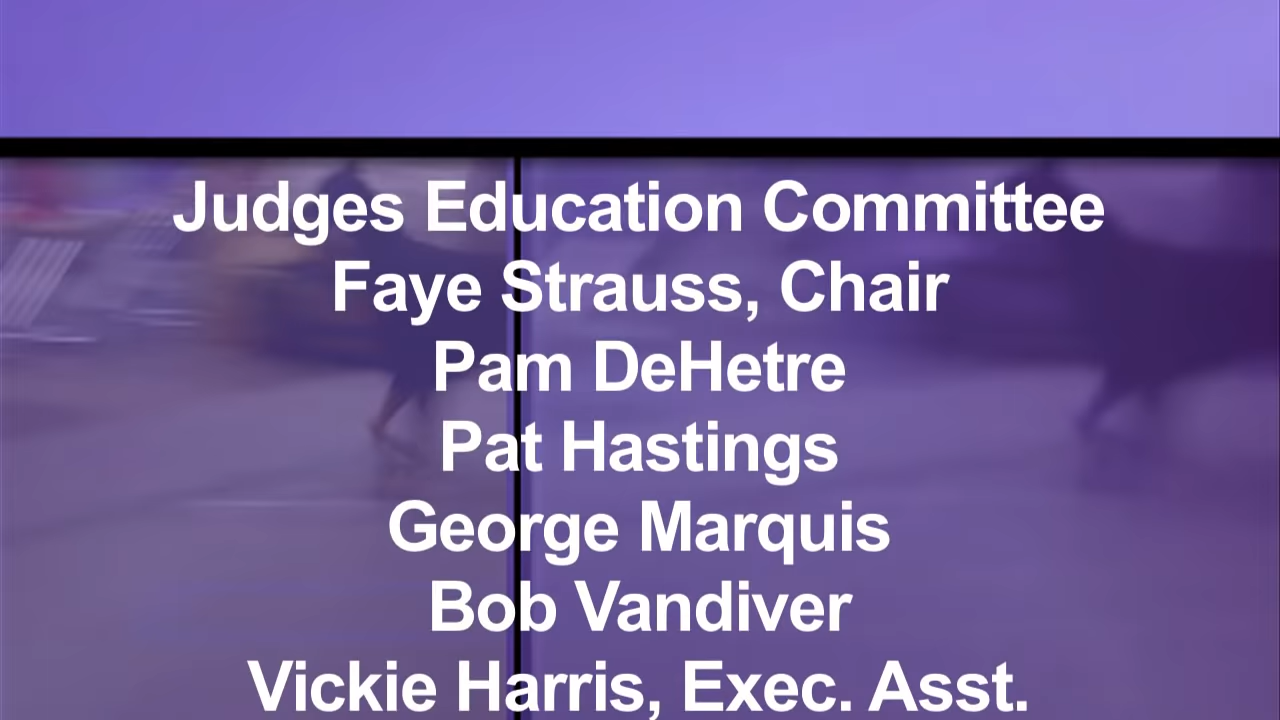 Judges Education Committee
Faye Strauss, Chair
Pam DeHetre
Pat Hastings
George Marquis
Bob Vandiver
Vickie Harris, Exec. Asst.